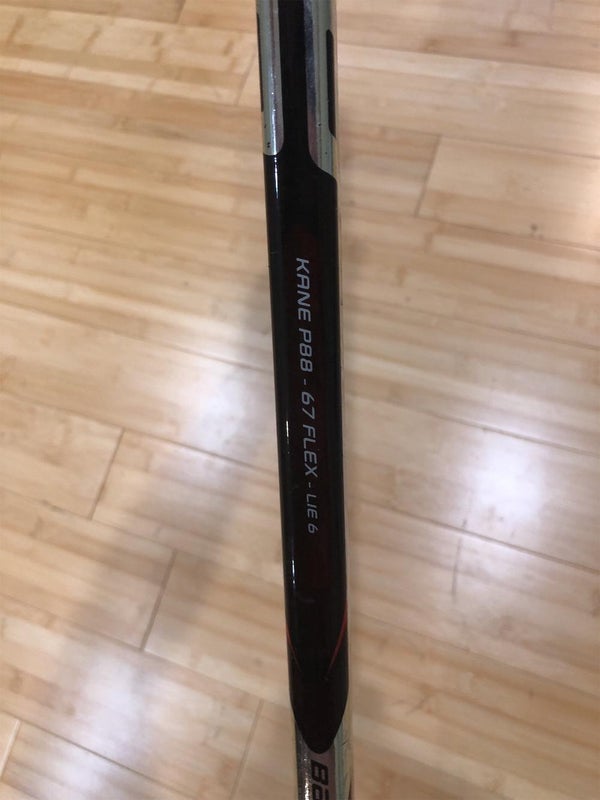 KANE P88 - 67 FLEX - LIE 6